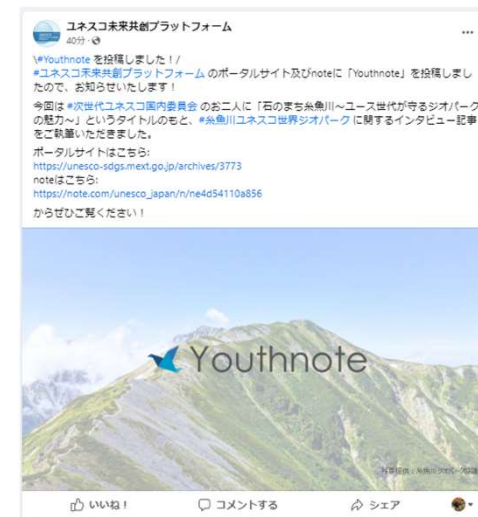 ユネスコ未来共創プラットフォーム
40分
\#Youthnote を投稿しました！/
#ユネスコ未来共創プラットフォーム のポータルサイト及びnoteに「Youthnote」を投稿しまし
たので、お知らせいたします！
今回は #次世代ユネスコ国内委員会 のお二人に「石のまち糸魚川～ユース世代が守るジオパーク
の魅力～」というタイトルのもと、#糸魚川ユネスコ世界ジオパーク に関するインタビュー記事
をご執筆いただきました。
ポータルサイトはこちら:
https://unesco-sdgs.mext.go.jp/archives/3773
noteはこちら:
https://note.com/unesco_japan/n/ne4d54110a856
からぜひご覧ください！
Youthnote
いいね！ コメントする シェア